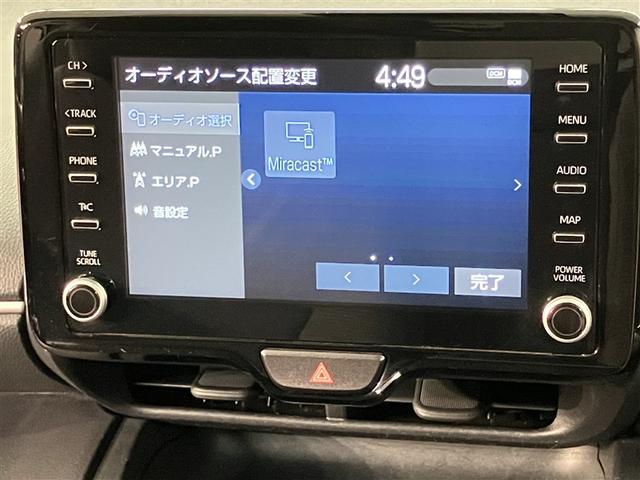 CH >
< TRACK
PHONE
T&C
TUNE
SCROLL
オーディオソース配置変更
4:49
DCM
DCM
オーディオ選択
マニュアル.P
エリア.P
音設定
Miracast™
完了
HOME
MENU
AUDIO
MAP
POWER
VOLUME